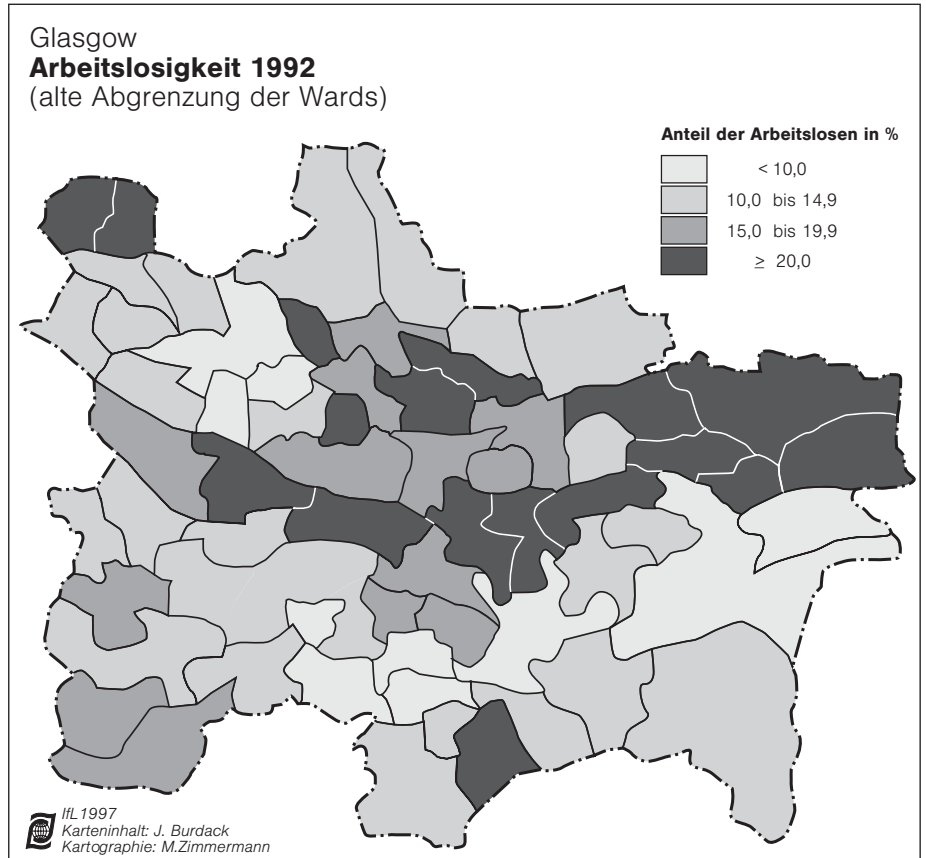 Glasgow
Arbeitslosigkeit 1992
(alte Abgrenzung der Wards)
Anteil der Arbeitslosen in %
< 10,0
10,0 bis 14,9
15,0 bis 19,9
≥ 20,0
IfL1997
Karteninhalt: J. Burdack
Kartographie: M.Zimmermann